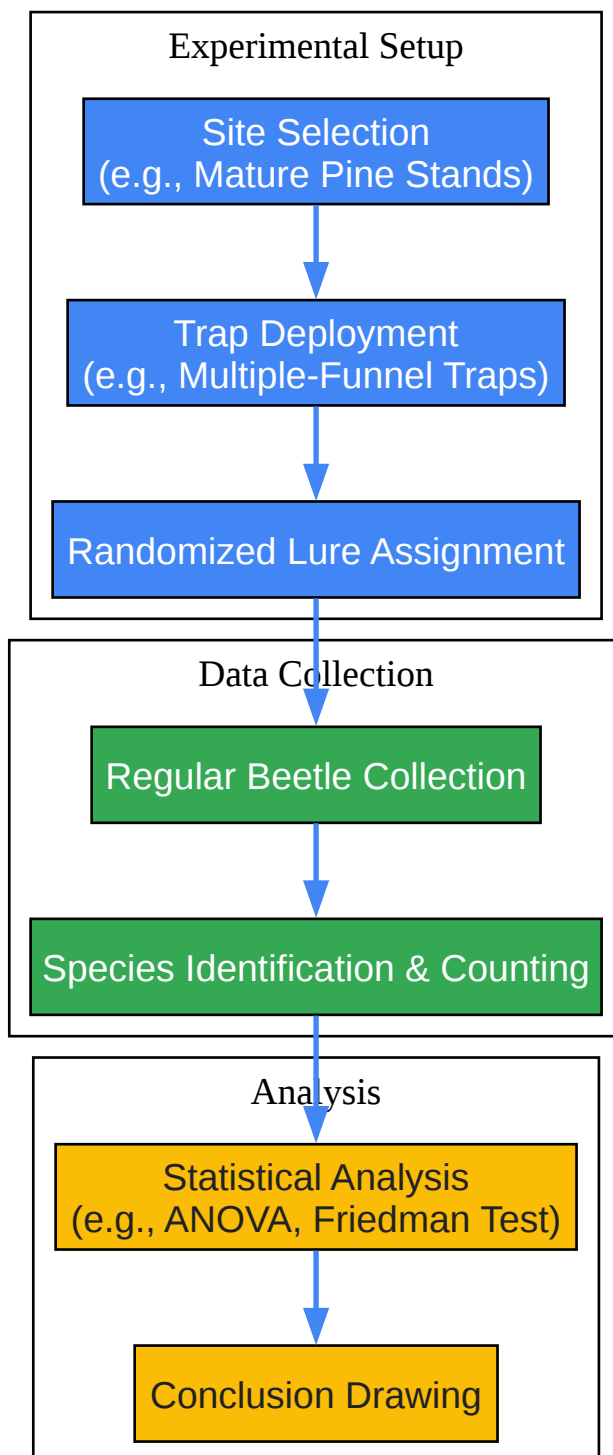 Experimental Setup
Site Selection
(e.g., Mature Pine Stands)
Trap Deployment
(e.g., Multiple-Funnel Traps)
Randomized Lure Assignment
Data Collection
Regular Beetle Collection
Species Identification & Counting
Analysis
Statistical Analysis
(e.g., ANOVA, Friedman Test)
Conclusion Drawing